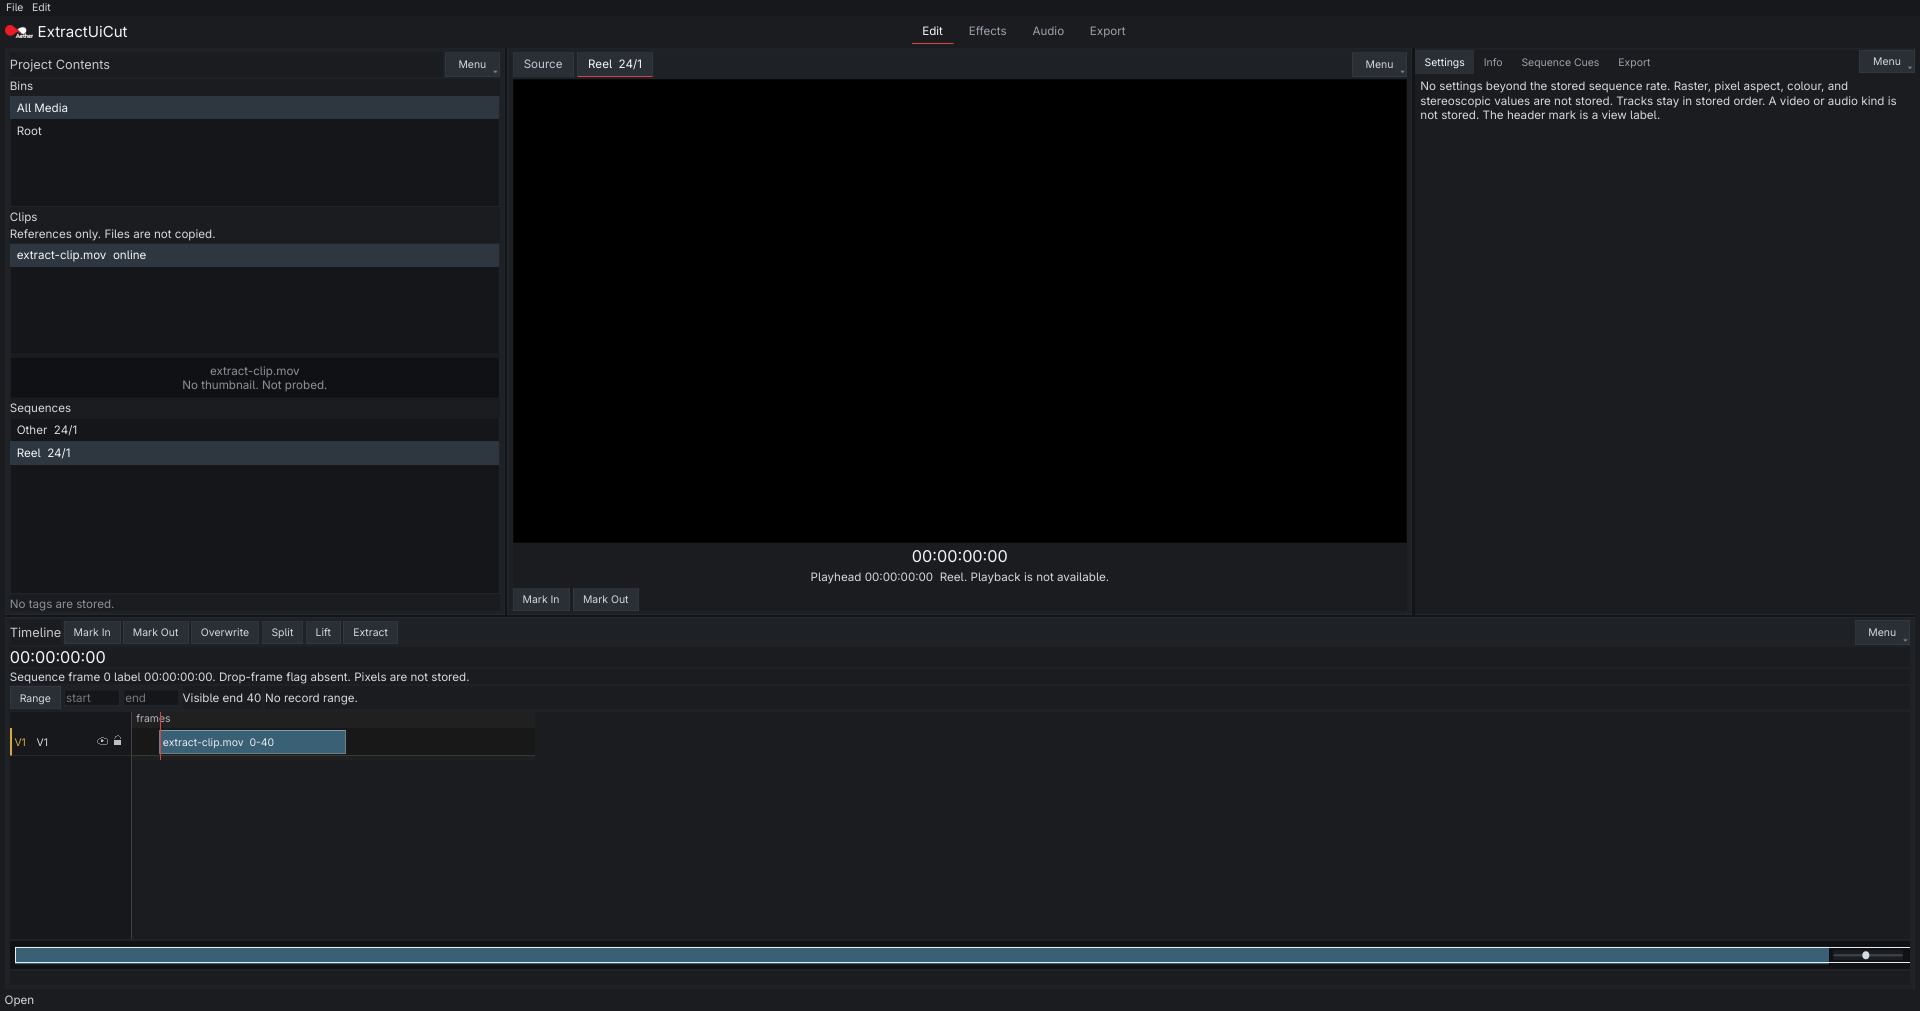 File Edit
Aether ExtractUiCut
Edit Effects Audio Export
Project Contents Menu
Bins
All Media
Root
Clips
References only. Files are not copied.
extract-clip.mov online
extract-clip.mov
No thumbnail. Not probed.
Sequences
Other 24/1
Reel 24/1
No tags are stored.
Source Reel 24/1 Menu
00:00:00:00
Playhead 00:00:00:00 Reel. Playback is not available.
Mark In Mark Out
Settings Info Sequence Cues Export Menu
No settings beyond the stored sequence rate. Raster, pixel aspect, colour, and
stereoscopic values are not stored. Tracks stay in stored order. A video or audio kind is
not stored. The header mark is a view label.
Timeline Mark In Mark Out Overwrite Split Lift Extract Menu
00:00:00:00
Sequence frame 0 label 00:00:00:00. Drop-frame flag absent. Pixels are not stored.
Range start end Visible end 40 No record range.
frames
V1 V1 extract-clip.mov 0-40
Open